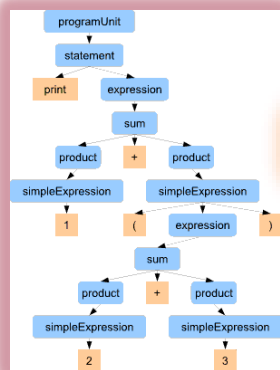 programUnit
statement
print expression
sum
product + product
simpleExpression simpleExpression
1 ( expression )
sum
product + product
simpleExpression simpleExpression
2 3